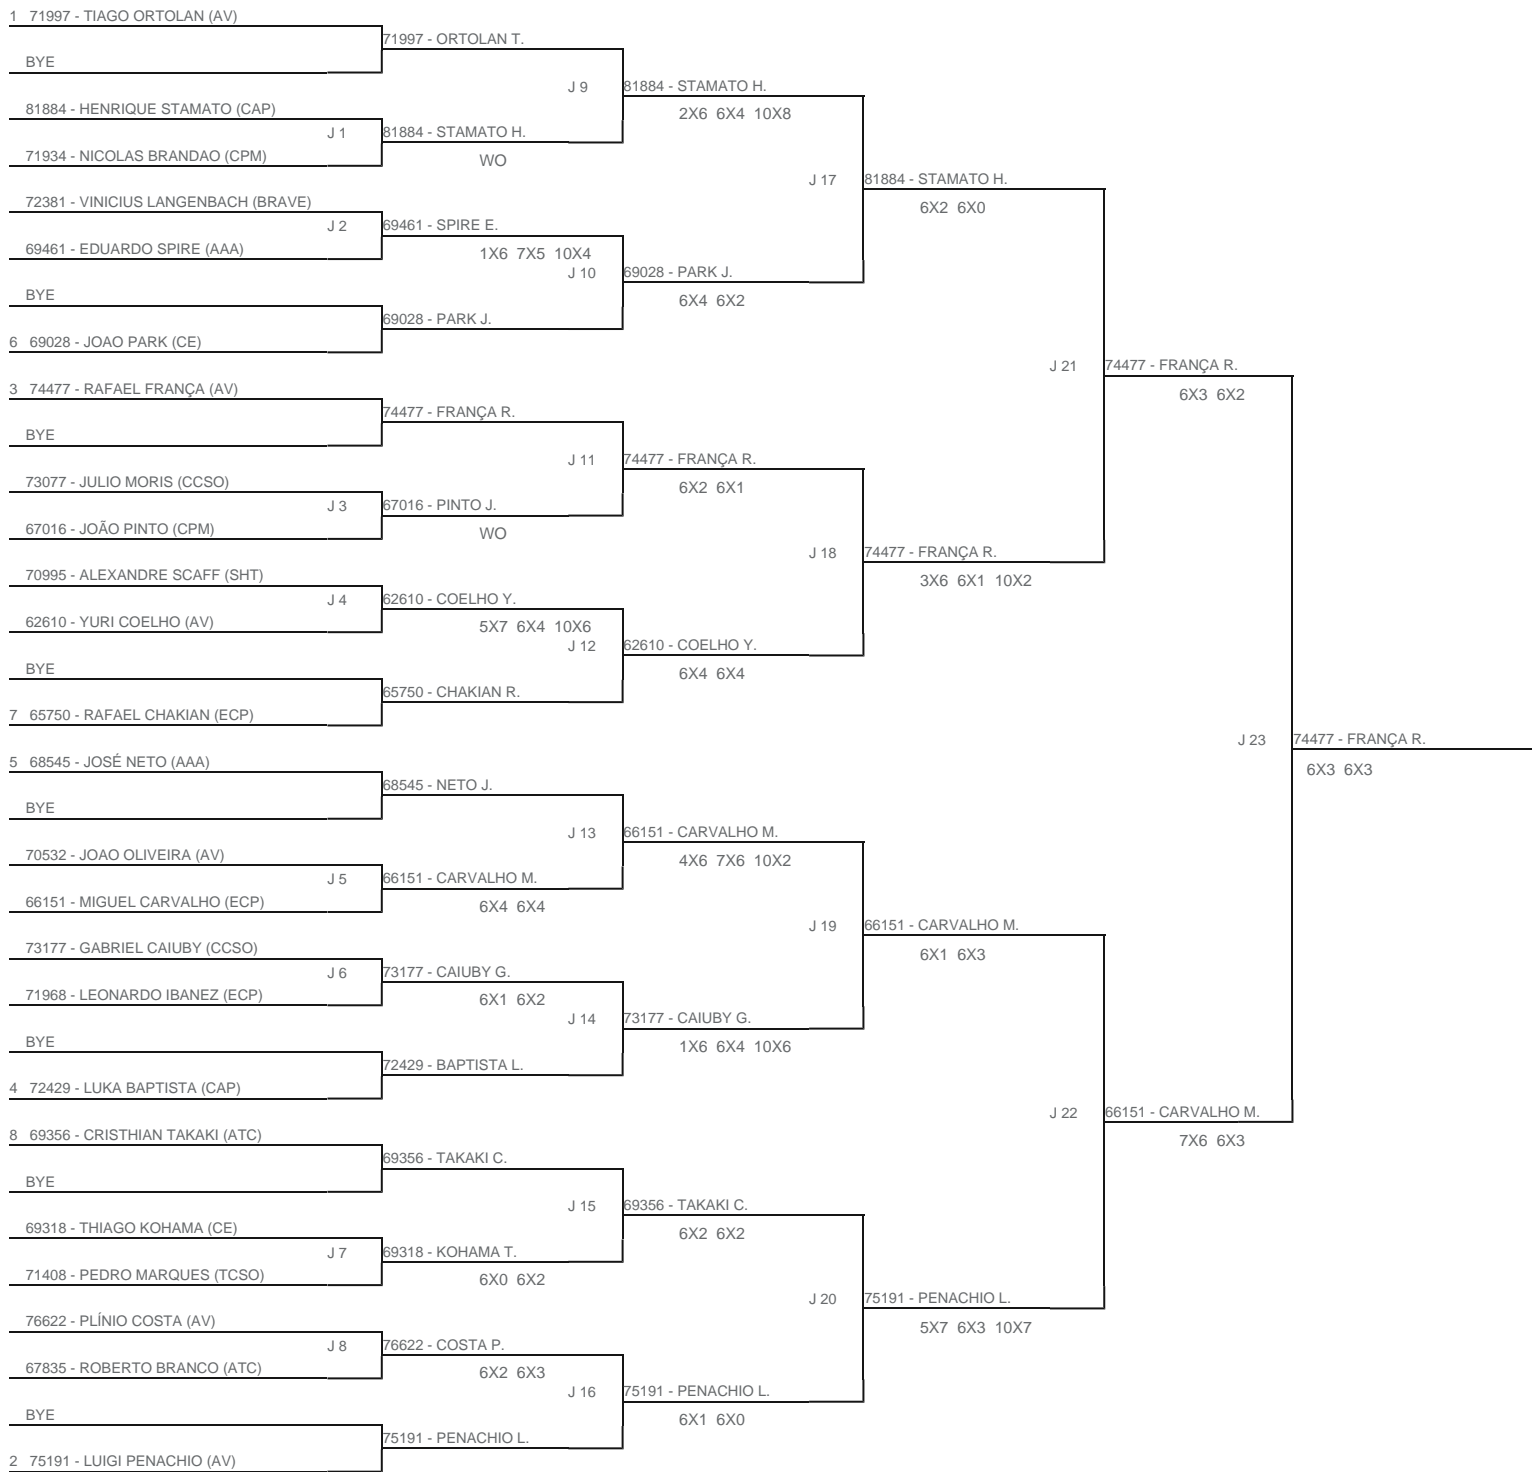 1 71997 - TIAGO ORTOLAN (AV)
71997 - ORTOLAN T.
BYE
J 9 81884 - STAMATO H.
81884 - HENRIQUE STAMATO (CAP)
2X6 6X4 10X8
J 1 81884 - STAMATO H.
71934 - NICOLAS BRANDAO (CPM)
WO
J 17 81884 - STAMATO H.
72381 - VINICIUS LANGENBACH (BRAVE)
6X2 6X0
J 2 69461 - SPIRE E.
69461 - EDUARDO SPIRE (AAA)
1X6 7X5 10X4
J 10 69028 - PARK J.
BYE
6X4 6X2
69028 - PARK J.
6 69028 - JOAO PARK (CE)
J 21 74477 - FRANÇA R.
3 74477 - RAFAEL FRANÇA (AV)
6X3 6X2
74477 - FRANÇA R.
BYE
J 11 74477 - FRANÇA R.
73077 - JULIO MORIS (CCSO)
6X2 6X1
J 3 67016 - PINTO J.
67016 - JOÃO PINTO (CPM)
WO
J 18 74477 - FRANÇA R.
70995 - ALEXANDRE SCAFF (SHT)
3X6 6X1 10X2
J 4 62610 - COELHO Y.
62610 - YURI COELHO (AV)
5X7 6X4 10X6
J 12 62610 - COELHO Y.
BYE
6X4 6X4
65750 - CHAKIAN R.
7 65750 - RAFAEL CHAKIAN (ECP)
J 23 74477 - FRANÇA R.
5 68545 - JOSÉ NETO (AAA)
6X3 6X3
68545 - NETO J.
BYE
J 13 66151 - CARVALHO M.
70532 - JOAO OLIVEIRA (AV)
4X6 7X6 10X2
J 5 66151 - CARVALHO M.
66151 - MIGUEL CARVALHO (ECP)
6X4 6X4
J 19 66151 - CARVALHO M.
73177 - GABRIEL CAIUBY (CCSO)
6X1 6X3
J 6 73177 - CAIUBY G.
71968 - LEONARDO IBANEZ (ECP)
6X1 6X2
J 14 73177 - CAIUBY G.
BYE
1X6 6X4 10X6
72429 - BAPTISTA L.
4 72429 - LUKA BAPTISTA (CAP)
J 22 66151 - CARVALHO M.
8 69356 - CRISTHIAN TAKAKI (ATC)
7X6 6X3
69356 - TAKAKI C.
BYE
J 15 69356 - TAKAKI C.
69318 - THIAGO KOHAMA (CE)
6X2 6X2
J 7 69318 - KOHAMA T.
71408 - PEDRO MARQUES (TCSO)
6X0 6X2
J 20 75191 - PENACHIO L.
76622 - PLÍNIO COSTA (AV)
5X7 6X3 10X7
J 8 76622 - COSTA P.
67835 - ROBERTO BRANCO (ATC)
6X2 6X3
J 16 75191 - PENACHIO L.
BYE
6X1 6X0
75191 - PENACHIO L.
2 75191 - LUIGI PENACHIO (AV)